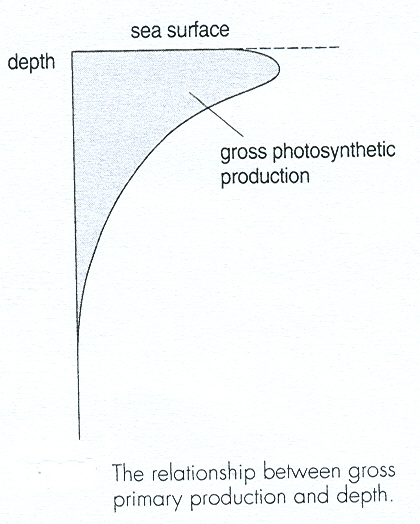 sea surface
depth
gross photosynthetic
production
The relationship between gross
primary production and depth.